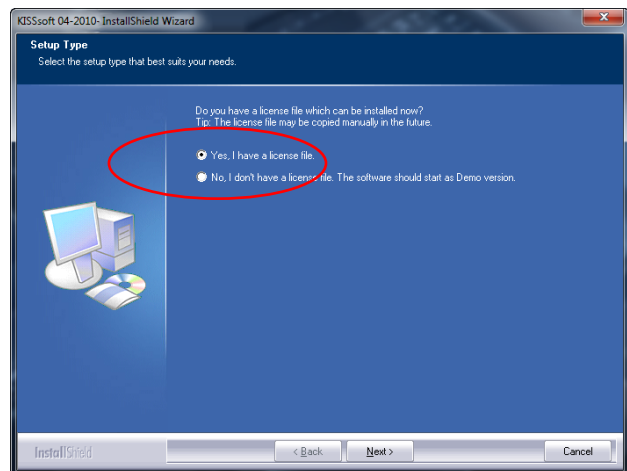 KISSsoft 04-2010- InstallShield Wizard
Setup Type
Select the setup type that best suits your needs.
Do you have a license file which can be installed now?
Tip: The license file may be copied manually in the future.
Yes, I have a license file.
No, I don't have a license file. The software should start as Demo version.
InstallShield
< Back Next > Cancel